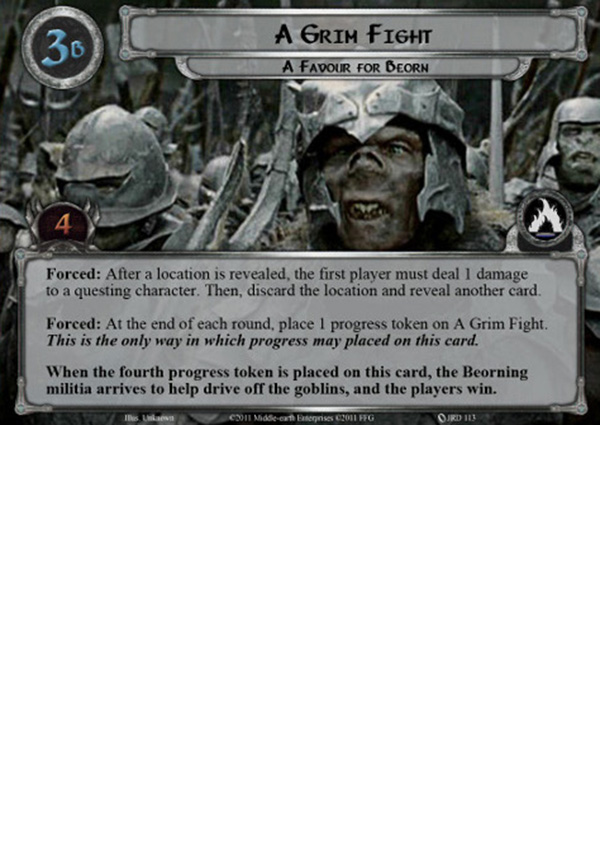 3B
A Grim Fight
A Favour for Beorn
4
Forced: After a location is revealed, the first player must deal 1 damage
to a questing character. Then, discard the location and reveal another card.
Forced: At the end of each round, place 1 progress token on A Grim Fight.
This is the only way in which progress may placed on this card.
When the fourth progress token is placed on this card, the Beorning
militia arrives to help drive off the goblins, and the players win.
Illus. Unknown
©2011 Middle-earth Enterprises ©2011 FFG
JRD 113